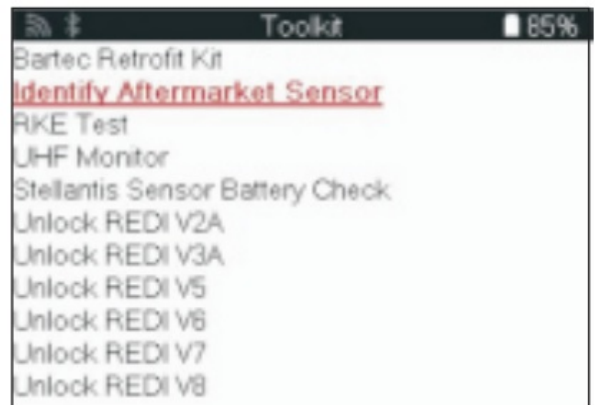 Toolkit 85%
Bartec Retrofit Kit
Identify Aftermarket Sensor
RKE Test
UHF Monitor
Stellantis Sensor Battery Check
Unlock REDI V2A
Unlock REDI V3A
Unlock REDI V5
Unlock REDI V6
Unlock REDI V7
Unlock REDI V8